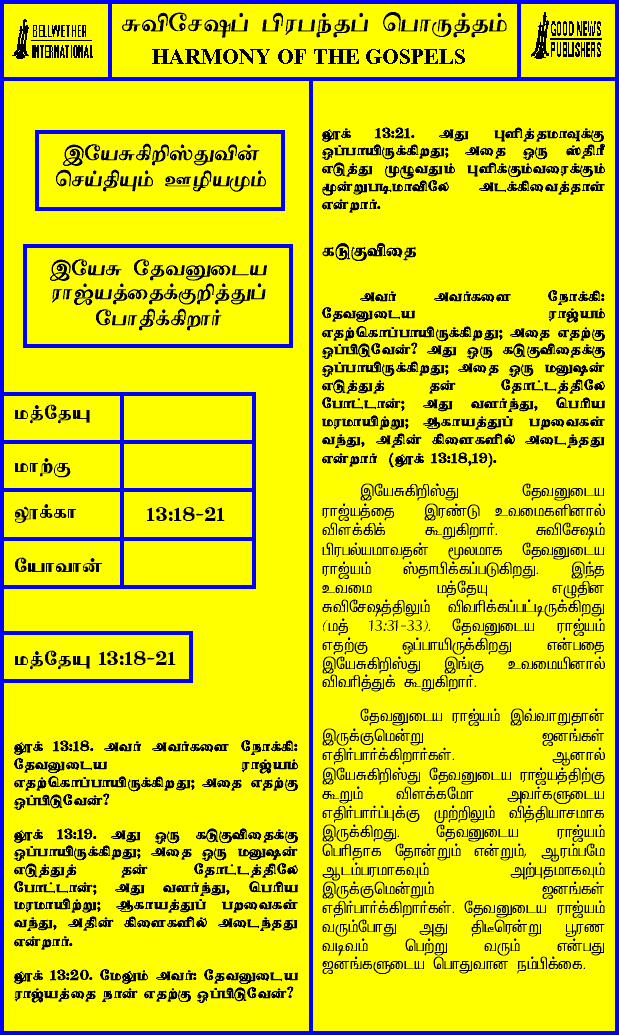 BELLWETHER
INTERNATIONAL
சுவிசேஷப் பிரபந்தப் பொருத்தம்
HARMONY OF THE GOSPELS
GOOD NEWS
PUBLISHERS
இயேசுகிறிஸ்துவின்
செய்தியும் ஊழியமும்
இயேசு தேவனுடைய
ராஜ்யத்தைக்குறித்துப்
போதிக்கிறார்
மத்தேயு
மாற்கு
லூக்கா 13:18-21
யோவான்
மத்தேயு 13:18-21
லூக் 13:18. அவர் அவர்களை நோக்கி:
தேவனுடைய ராஜ்யம்
எதற்கொப்பாயிருக்கிறது; அதை எதற்கு
ஒப்பிடுவேன்?
லூக் 13:19. அது ஒரு கடுகுவிதைக்கு
ஒப்பாயிருக்கிறது; அதை ஒரு மனுஷன்
எடுத்துத் தன் தோட்டத்திலே
போட்டான்; அது வளர்ந்து, பெரிய
மரமாயிற்று; ஆகாயத்துப் பறவைகள்
வந்து, அதின் கிளைகளில் அடைந்தது
என்றார்.
லூக் 13:20. மேலும் அவர்: தேவனுடைய
ராஜ்யத்தை நான் எதற்கு ஒப்பிடுவேன்?
லூக் 13:21. அது புளித்தமாவுக்கு
ஒப்பாயிருக்கிறது; அதை ஒரு ஸ்திரீ
எடுத்து முழுவதும் புளிக்கும்வரைக்கும்
மூன்றுபடிமாவிலே அடக்கிவைத்தாள்
என்றார்.
கடுகுவிதை
அவர் அவர்களை நோக்கி:
தேவனுடைய ராஜ்யம்
எதற்கொப்பாயிருக்கிறது; அதை எதற்கு
ஒப்பிடுவேன்? அது ஒரு கடுகுவிதைக்கு
ஒப்பாயிருக்கிறது; அதை ஒரு மனுஷன்
எடுத்துத் தன் தோட்டத்திலே
போட்டான்; அது வளர்ந்து, பெரிய
மரமாயிற்று; ஆகாயத்துப் பறவைகள்
வந்து, அதின் கிளைகளில் அடைந்தது
என்றார் (லூக் 13:18,19).
இயேசுகிறிஸ்து தேவனுடைய
ராஜ்யத்தை இரண்டு உவமைகளினால்
விளக்கிக் கூறுகிறார். சுவிசேஷம்
பிரபல்யமாவதன் மூலமாக தேவனுடைய
ராஜ்யம் ஸ்தாபிக்கப்படுகிறது. இந்த
உவமை மத்தேயு எழுதின
சுவிசேஷத்திலும் விவரிக்கப்பட்டிருக்கிறது
(மத் 13:31-33). தேவனுடைய ராஜ்யம்
எதற்கு ஒப்பாயிருக்கிறது என்பதை
இயேசுகிறிஸ்து இங்கு உவமையினால்
விவரித்துக் கூறுகிறார்.
தேவனுடைய ராஜ்யம் இவ்வாறுதான்
இருக்குமென்று ஜனங்கள்
எதிர்பார்க்கிறார்கள். ஆனால்
இயேசுகிறிஸ்து தேவனுடைய ராஜ்யத்திற்கு
கூறும் விளக்கமோ அவர்களுடைய
எதிர்பார்ப்புக்கு முற்றிலும் வித்தியாசமாக
இருக்கிறது. தேவனுடைய ராஜ்யம்
பெரிதாக தோன்றும் என்றும், ஆரம்பமே
ஆடம்பரமாகவும் அற்புதமாகவும்
இருக்குமென்றும் ஜனங்கள்
எதிர்பார்க்கிறார்கள். தேவனுடைய ராஜ்யம்
வரும்போது அது திடீரென்று பூரண
வடிவம் பெற்று வரும் என்பது
ஜனங்களுடைய பொதுவான நம்பிக்கை.